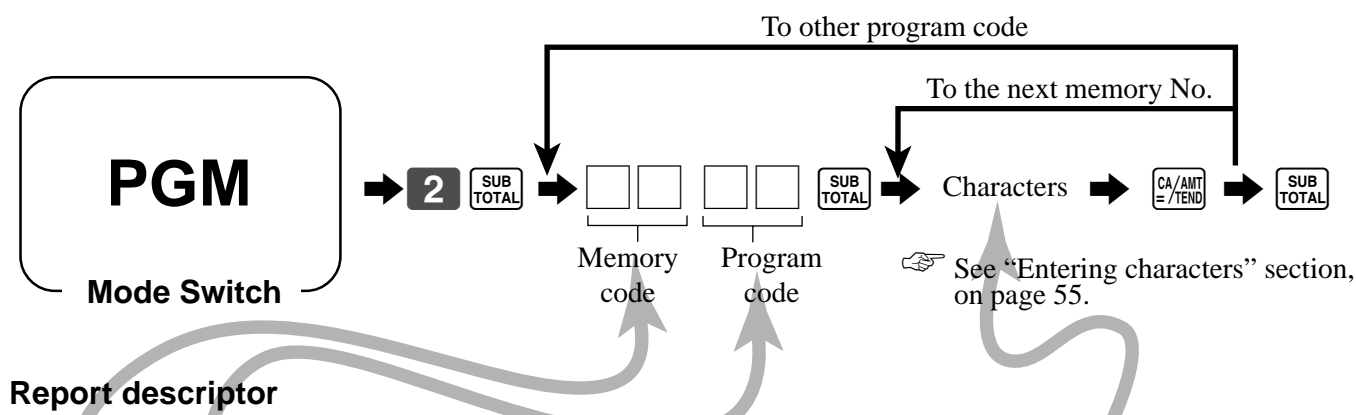 To other program code
To the next memory No.
PGM
Mode Switch
2
SUB TOTAL
SUB TOTAL
Characters
CA/AMT = /TEND
SUB TOTAL
Memory code
Program code
☞ See “Entering characters” section,
on page 55.
Report descriptor